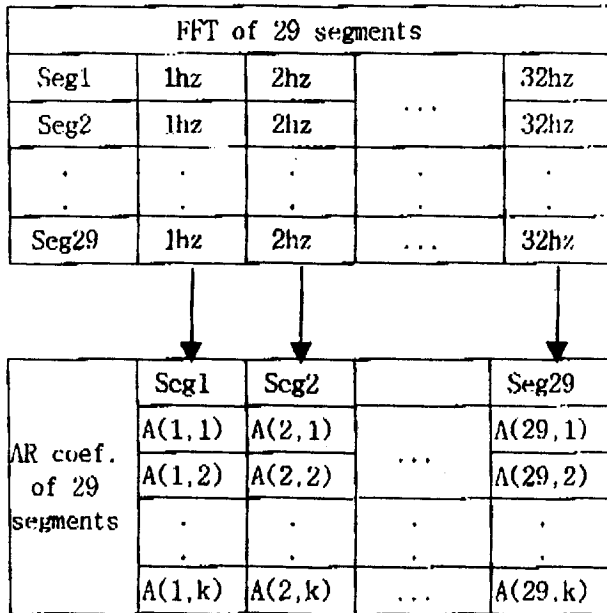 FFT of 29 segments
Seg1 1hz 2hz ... 32hz
Seg2 1hz 2hz 32hz
. . . . .
. . . . .
Seg29 1hz 2hz ... 32hz
Seg1 Seg2 Seg29
AR coef. of 29 segments
A(1,1) A(2,1) ... A(29,1)
A(1,2) A(2,2) A(29,2)
. . . .
. . . .
A(1,k) A(2,k) ... A(29,k)